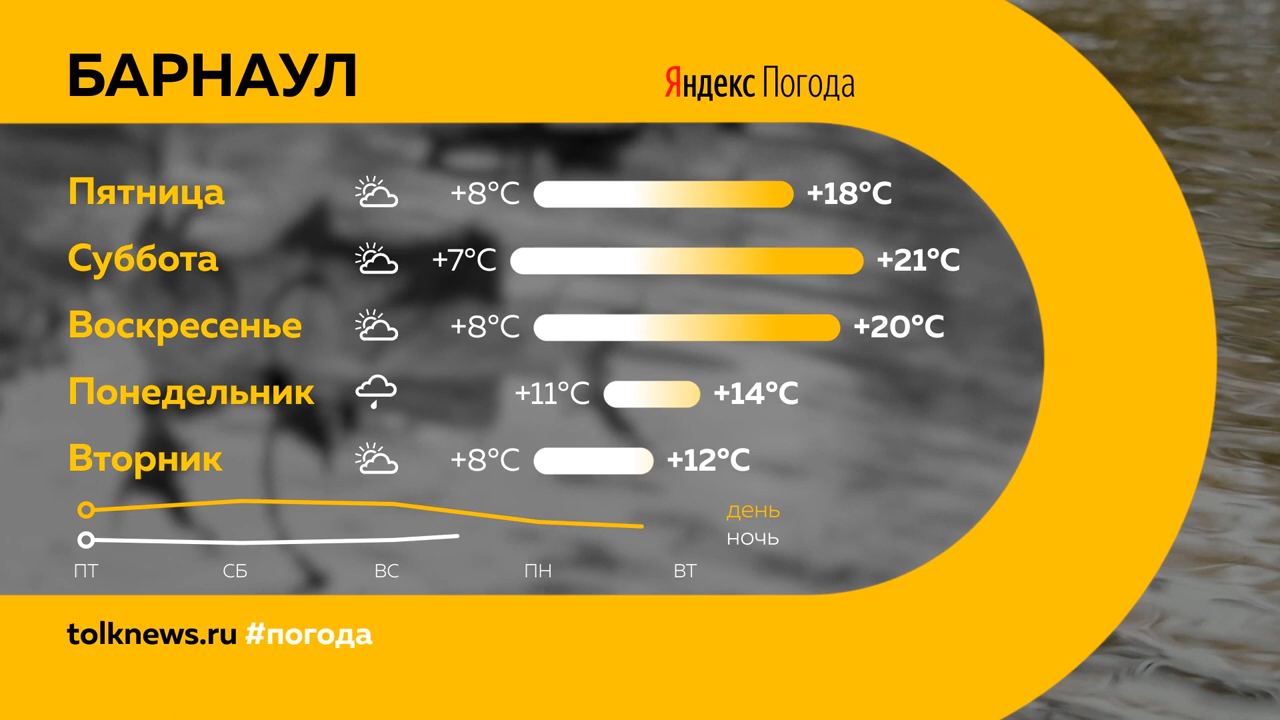 БАРНАУЛ
Яндекс Погода
Пятница +8°C +18°C
Суббота +7°C +21°C
Воскресенье +8°C +20°C
Понедельник +11°C +14°C
Вторник +8°C +12°C
день
ночь
ПТ СБ ВС ПН ВТ
tolknews.ru #погода